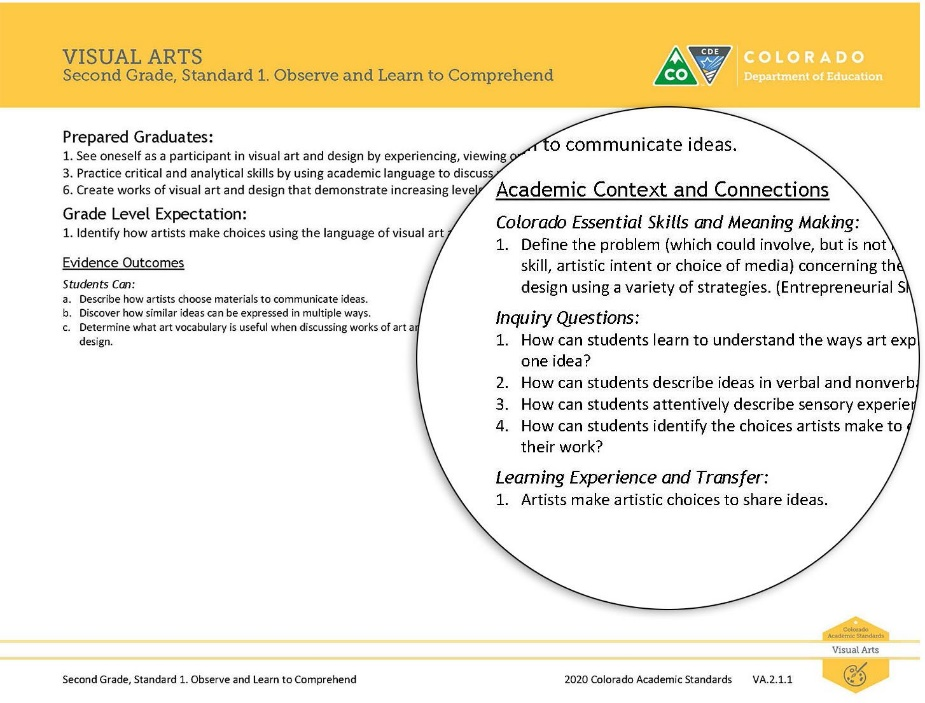 VISUAL ARTS
Second Grade, Standard 1. Observe and Learn to Comprehend
CO
CDE
COLORADO
Department of Education
Prepared Graduates:
1. See oneself as a participant in visual art and design by experiencing, viewing
3. Practice critical and analytical skills by using academic language to discuss
6. Create works of visual art and design that demonstrate increasing
Grade Level Expectation:
1. Identify how artists make choices using the language of visual art
Evidence Outcomes
Students Can:
a. Describe how artists choose materials to communicate ideas.
b. Discover how similar ideas can be expressed in multiple ways.
c. Determine what art vocabulary is useful when discussing works of art
design.
to communicate ideas.
Academic Context and Connections
Colorado Essential Skills and Meaning Making:
1. Define the problem (which could involve, but is not
skill, artistic intent or choice of media) concerning the
design using a variety of strategies. (Entrepreneurial
Inquiry Questions:
1. How can students learn to understand the ways art
one idea?
2. How can students describe ideas in verbal and
3. How can students attentively describe sensory
4. How can students identify the choices artists make to
their work?
Learning Experience and Transfer:
1. Artists make artistic choices to share ideas.
Colorado
Academic Standards
Visual Arts
Second Grade, Standard 1. Observe and Learn to Comprehend
2020 Colorado Academic Standards
VA.2.1.1